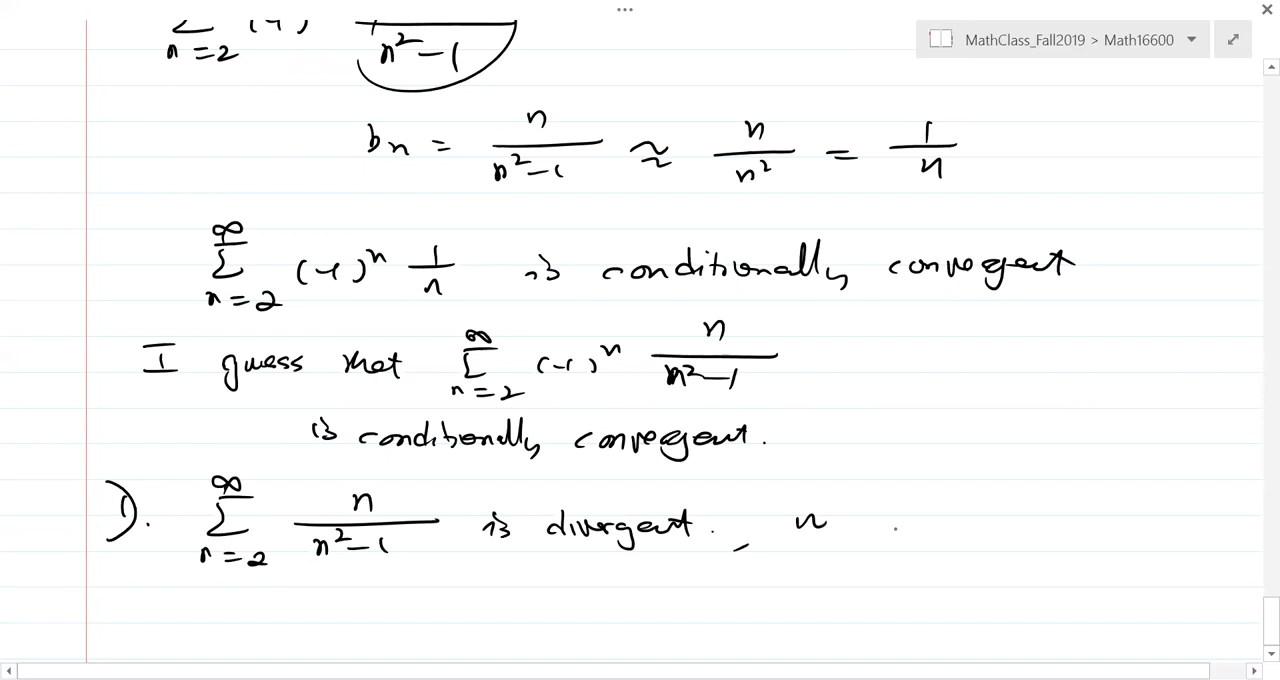 MathClass_Fall2019 > Math16600
∑ (-1)
n=2 n²-1
bn = n/(n²-1) ≈ n/n² = 1/n
∞ ∑ n=2 (-1)ⁿ 1/n is conditionally convergent
I guess that ∞ ∑ n=2 (-1)ⁿ n/(n²-1)
is conditionally convergent.
1). ∞ ∑ n=2 n/(n²-1) is divergent. , n